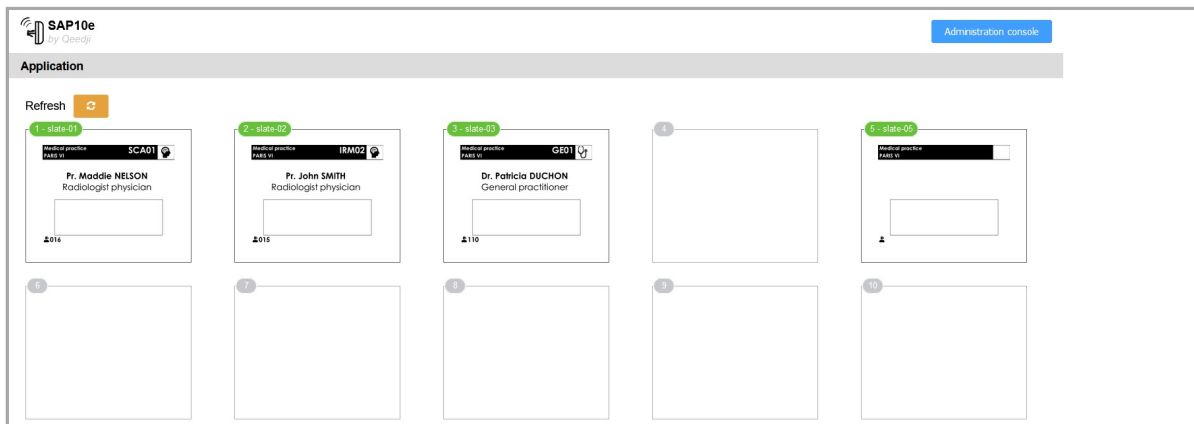 SAP10e
by Qeedji
Administration console
Application
Refresh
1 - slate-01
Medical practice
PARIS VI
SCA01
Pr. Maddie NELSON
Radiologist physician
016
2 - slate-02
Medical practice
PARIS VI
IRM02
Pr. John SMITH
Radiologist physician
015
3 - slate-03
Medical practice
PARIS VI
GE01
Dr. Patricia DUCHON
General practitioner
110
4
5 - slate-05
Medical practice
PARIS VI
6
7
8
9
10